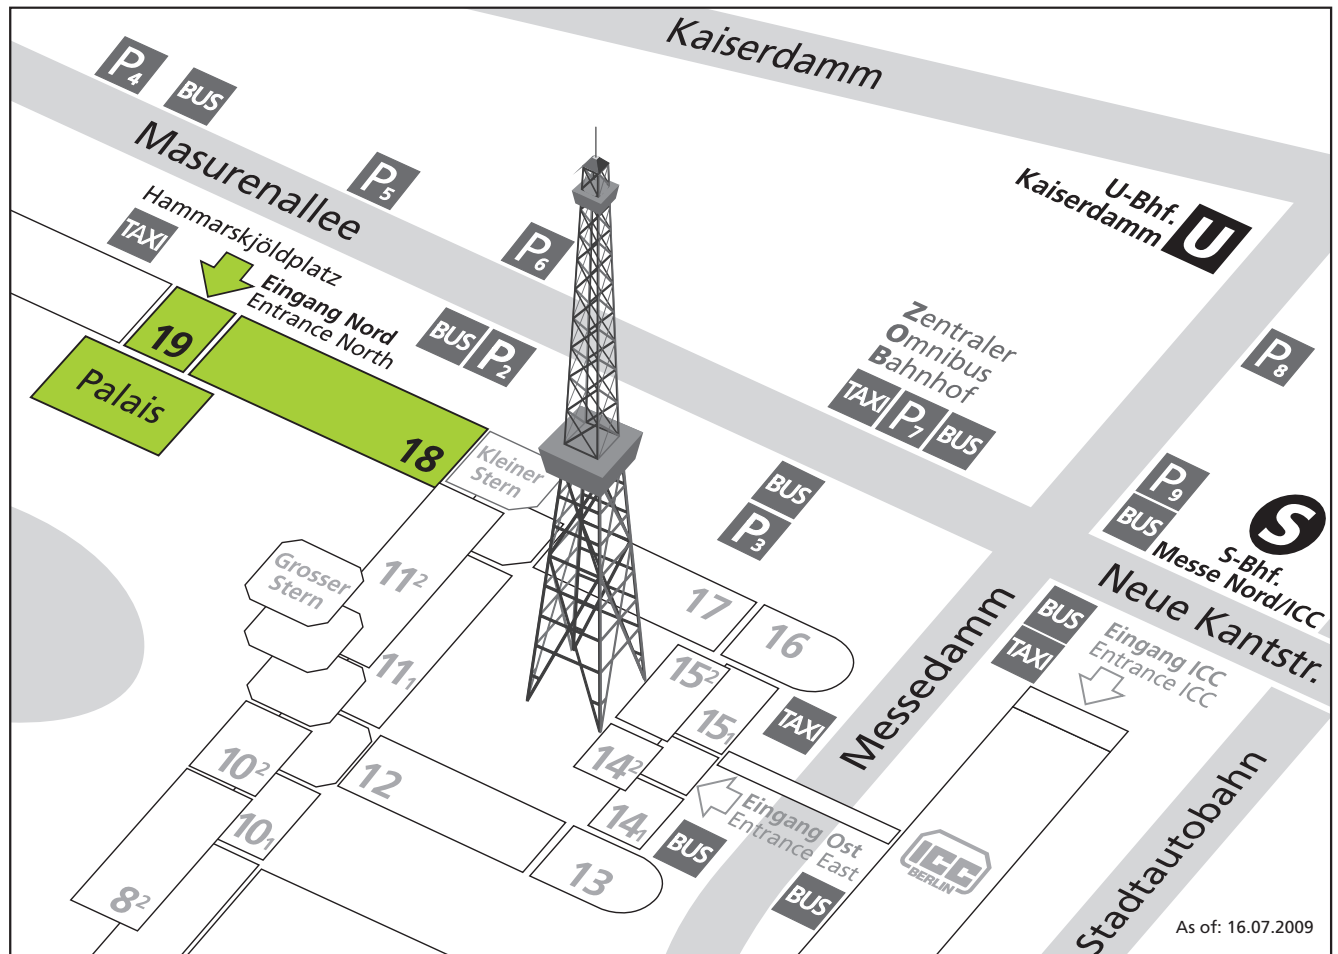 Kaiserdamm
P4
BUS
Masurenallee
P5
U-Bhf.
Kaiserdamm
U
Hammarskjöldplatz
TAXI
P6
Eingang Nord
Entrance North
19
BUS
P2
Zentraler
Omnibus
Bahnhof
TAXI
P7
BUS
P8
Palais
18
Kleiner
Stern
BUS
P3
P9
BUS
S
S-Bhf.
Messe Nord/ICC
Neue Kantstr.
Grosser
Stern
11²
17
16
BUS
TAXI
Eingang ICC
Entrance ICC
Messedamm
11₁
15²
15₁
TAXI
10²
12
14²
14₁
Eingang Ost
Entrance East
BUS
10₁
13
BUS
ICC
BERLIN
8²
Stadtautobahn
As of: 16.07.2009